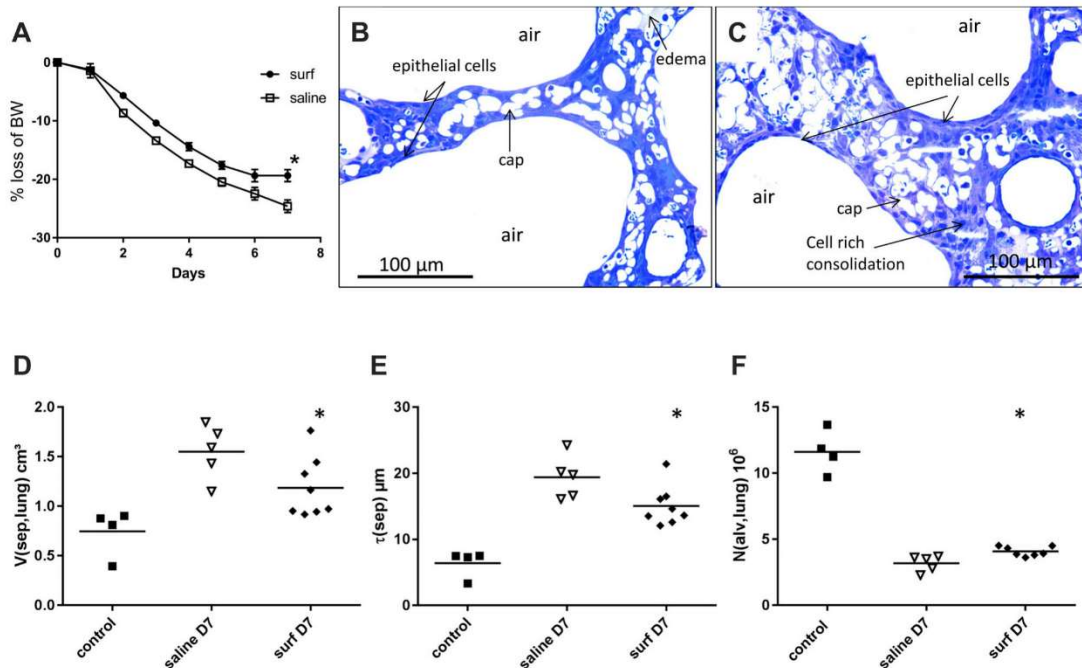 A
% loss of BW
0
-10
-20
-30
0 2 4 6 8
Days
surf
saline
*
B
air
edema
epithelial cells
cap
air
100 µm
C
air
epithelial cells
air
cap
Cell rich
consolidation
100 µm
D
V(sep,lung) cm³
2.0
1.5
1.0
0.5
0.0
*
control
saline D7
surf D7
E
τ(sep) µm
30
20
10
0
*
control
saline D7
surf D7
F
N(alv,lung) 10⁶
15
10
5
0
*
control
saline D7
surf D7